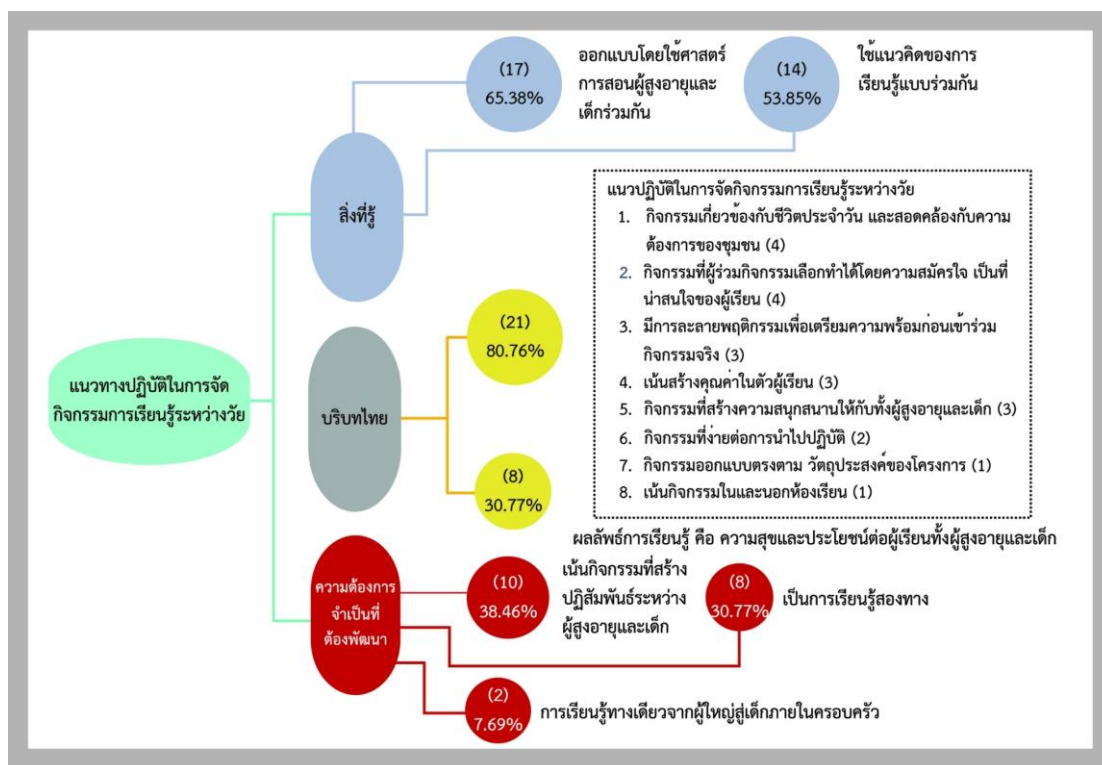 (17)
65.38%
ออกแบบโดยใช้ศาสตร์
การสอนผู้สูงอายุและ
เด็กร่วมกัน
(14)
53.85%
ใช้แนวคิดของการ
เรียนรู้แบบร่วมกัน
สิ่งที่รู้
แนวทางปฏิบัติในการจัด
กิจกรรมการเรียนรู้ระหว่างวัย
บริบทไทย
(21)
80.76%
แนวปฏิบัติในการจัดกิจกรรมการเรียนรู้ระหว่างวัย
1. กิจกรรมเกี่ยวข้องกับชีวิตประจำวัน และสอดคล้องกับความ
ต้องการของชุมชน (4)
2. กิจกรรมที่ผู้ร่วมกิจกรรมเลือกทำได้โดยความสมัครใจ เป็นที่
น่าสนใจของผู้เรียน (4)
3. มีการละลายพฤติกรรมเพื่อเตรียมความพร้อมก่อนเข้าร่วม
กิจกรรมจริง (3)
4. เน้นสร้างคุณค่าในตัวผู้เรียน (3)
5. กิจกรรมที่สร้างความสนุกสนานให้กับทั้งผู้สูงอายุและเด็ก (3)
6. กิจกรรมที่ง่ายต่อการนำไปปฏิบัติ (2)
7. กิจกรรมออกแบบตรงตาม วัตถุประสงค์ของโครงการ (1)
8. เน้นกิจกรรมในและนอกห้องเรียน (1)
(8)
30.77%
ผลลัพธ์การเรียนรู้ คือ ความสุขและประโยชน์ต่อผู้เรียนทั้งผู้สูงอายุและเด็ก
ความต้องการ
จำเป็นที่
ต้องพัฒนา
(10)
38.46%
เน้นกิจกรรมที่สร้าง
ปฏิสัมพันธ์ระหว่าง
ผู้สูงอายุและเด็ก
(8)
30.77%
เป็นการเรียนรู้สองทาง
(2)
7.69%
การเรียนรู้ทางเดียวจากผู้ใหญ่สู่เด็กภายในครอบครัว